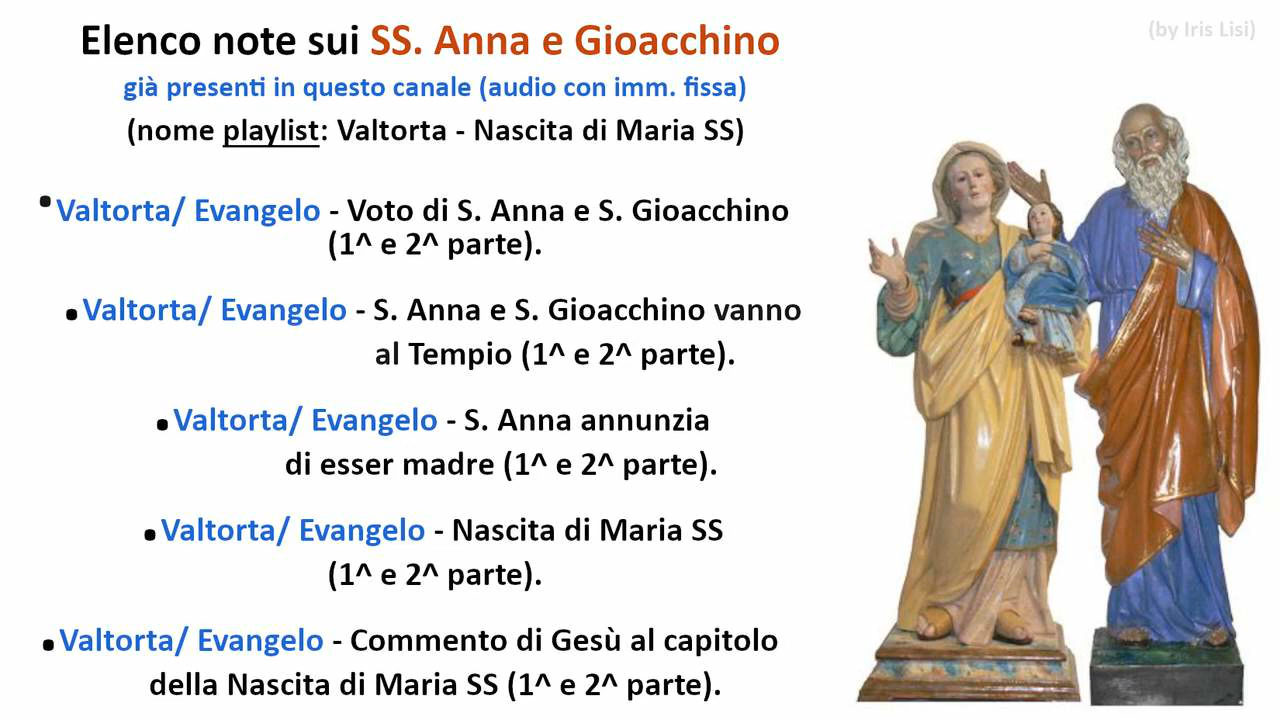 Elenco note sui SS. Anna e Gioacchino
(by Iris Lisi)
già presenti in questo canale (audio con imm. fissa)
(nome playlist: Valtorta - Nascita di Maria SS)
. Valtorta/ Evangelo - Voto di S. Anna e S. Gioacchino
(1^ e 2^ parte).
. Valtorta/ Evangelo - S. Anna e S. Gioacchino vanno
al Tempio (1^ e 2^ parte).
. Valtorta/ Evangelo - S. Anna annunzia
di esser madre (1^ e 2^ parte).
. Valtorta/ Evangelo - Nascita di Maria SS
(1^ e 2^ parte).
. Valtorta/ Evangelo - Commento di Gesù al capitolo
della Nascita di Maria SS (1^ e 2^ parte).